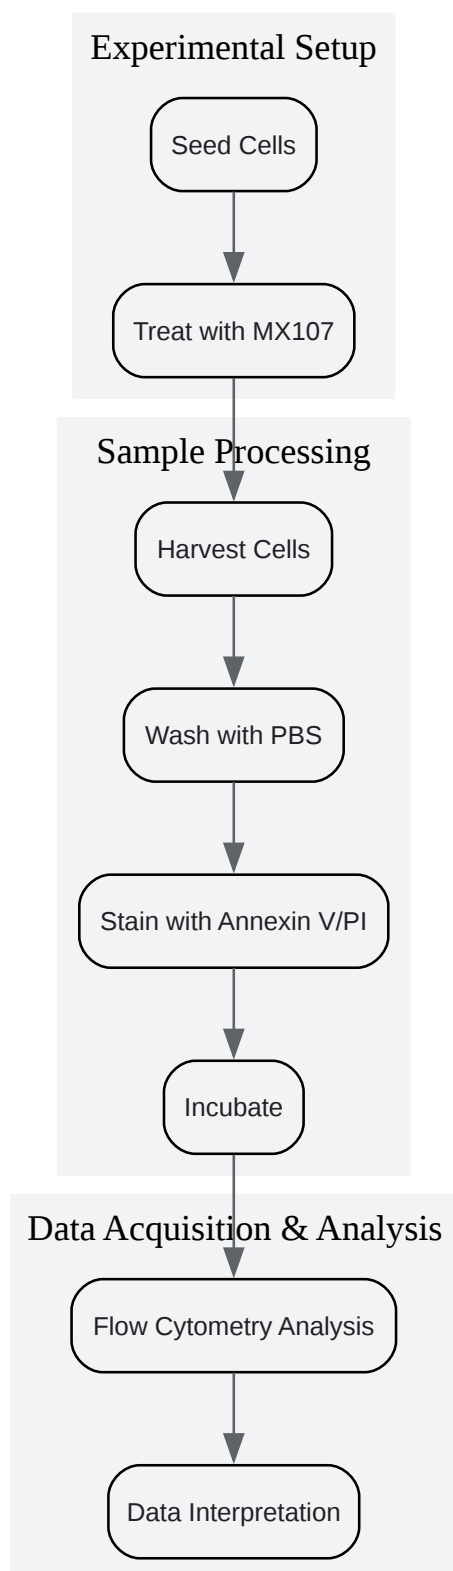 Experimental Setup
Seed Cells
Treat with MX107
Sample Processing
Harvest Cells
Wash with PBS
Stain with Annexin V/PI
Incubate
Data Acquisition & Analysis
Flow Cytometry Analysis
Data Interpretation